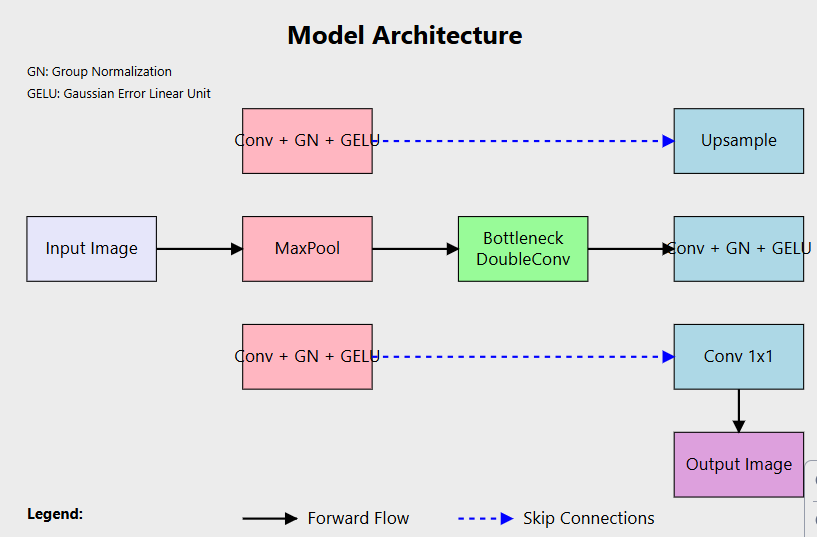 Model Architecture
GN: Group Normalization
GELU: Gaussian Error Linear Unit
Conv + GN + GELU
Upsample
Input Image
MaxPool
Bottleneck
DoubleConv
Conv + GN + GELU
Conv + GN + GELU
Conv 1x1
Output Image
Legend:
Forward Flow
Skip Connections